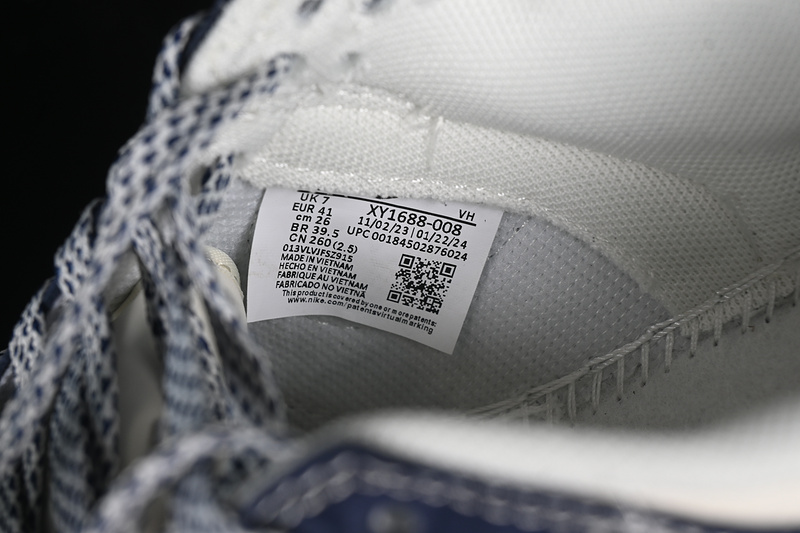 UK 7
EUR 41
cm 26
BR 39.5
CN 260 (2.5)
XY1688-008
VH
11/02/23 | 01/22/24
UPC 00184502876024
013VLVJFSZ915
MADE IN VIETNAM
HECHO EN VIETNAM
FABRIQUE AU VIETNAM
FABRICADO NO VIETNÃ
This product is covered by one or more patents:
www.nike.com/patentsvirtualmarking